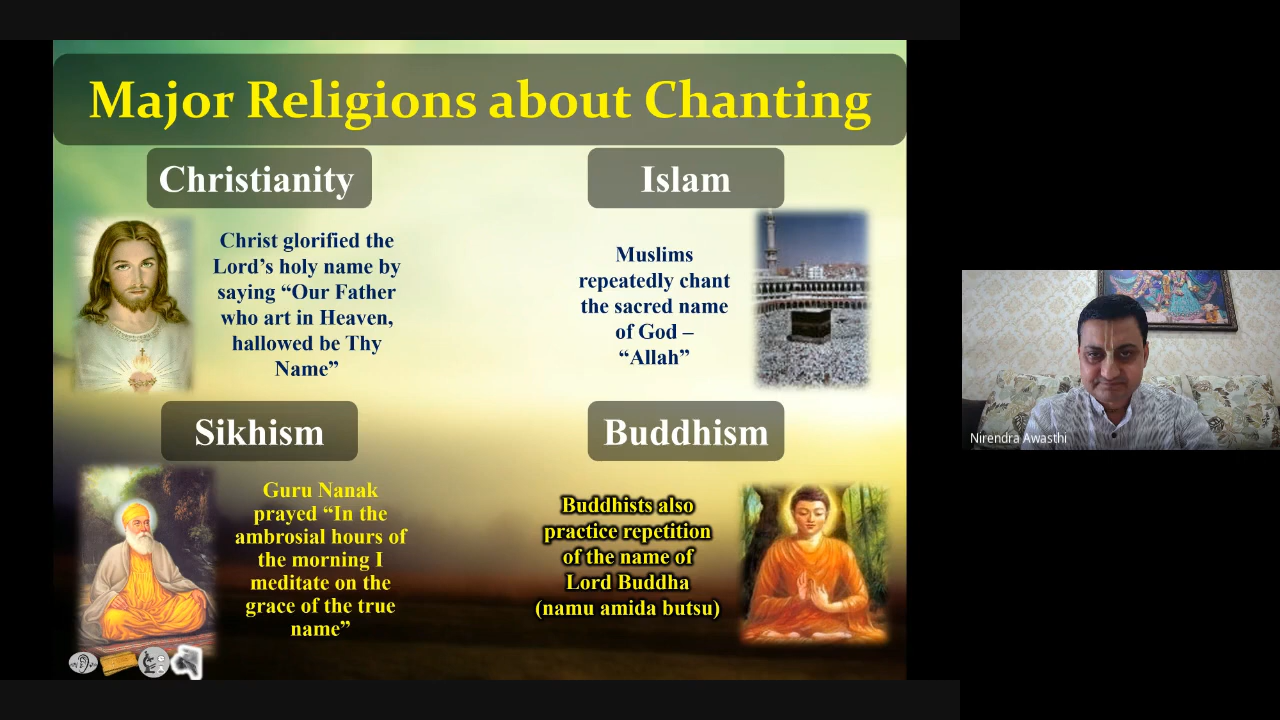 Major Religions about Chanting
Christianity
Christ glorified the
Lord’s holy name by
saying “Our Father
who art in Heaven,
hallowed be Thy
Name”
Islam
Muslims
repeatedly chant
the sacred name
of God –
“Allah”
Sikhism
Guru Nanak
prayed “In the
ambrosial hours of
the morning I
meditate on the
grace of the true
name”
Buddhism
Buddhists also
practice repetition
of the name of
Lord Buddha
(namu amida butsu)
Nirendra Awasthi